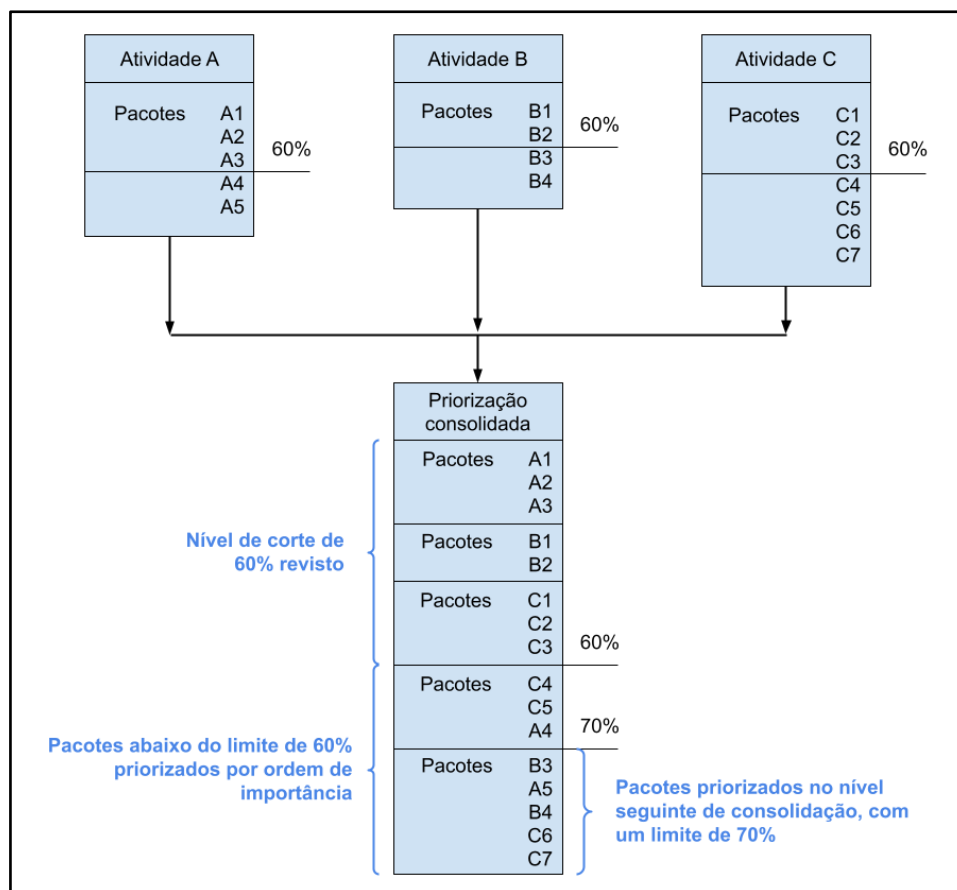 Atividade A
Pacotes A1
A2
A3
60%
A4
A5
Atividade B
Pacotes B1
B2
60%
B3
B4
Atividade C
Pacotes C1
C2
C3
60%
C4
C5
C6
C7
Priorização
consolidada
Pacotes A1
A2
A3
Pacotes B1
B2
Pacotes C1
C2
C3
60%
Pacotes C4
C5
A4
70%
Pacotes B3
A5
B4
C6
C7
Nível de corte de
60% revisto
Pacotes abaixo do limite de 60%
priorizados por ordem de
importância
Pacotes priorizados no nível
seguinte de consolidação, com
um limite de 70%